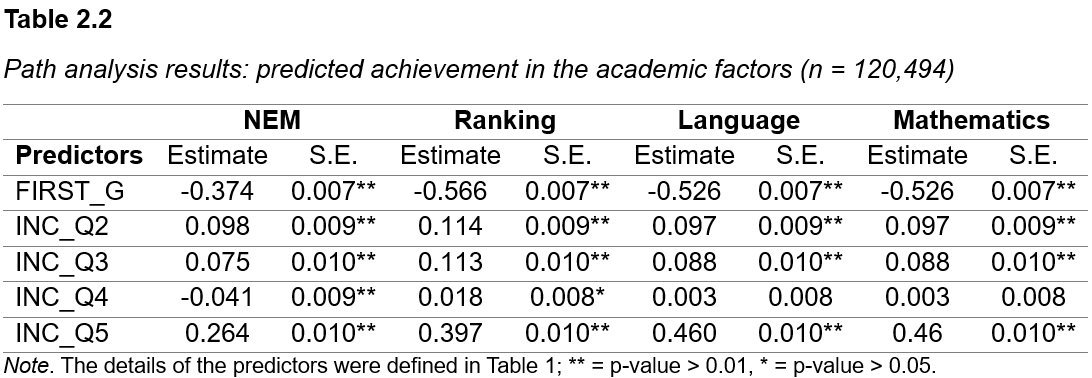 Table 2.2
Path analysis results: predicted achievement in the academic factors (n = 120,494)
NEM Ranking Language Mathematics
Predictors Estimate S.E. Estimate S.E. Estimate S.E. Estimate S.E.
FIRST_G -0.374 0.007** -0.566 0.007** -0.526 0.007** -0.526 0.007**
INC_Q2 0.098 0.009** 0.114 0.009** 0.097 0.009** 0.097 0.009**
INC_Q3 0.075 0.010** 0.113 0.010** 0.088 0.010** 0.088 0.010**
INC_Q4 -0.041 0.009** 0.018 0.008* 0.003 0.008 0.003 0.008
INC_Q5 0.264 0.010** 0.397 0.010** 0.460 0.010** 0.46 0.010**
Note. The details of the predictors were defined in Table 1; ** = p-value > 0.01, * = p-value > 0.05.